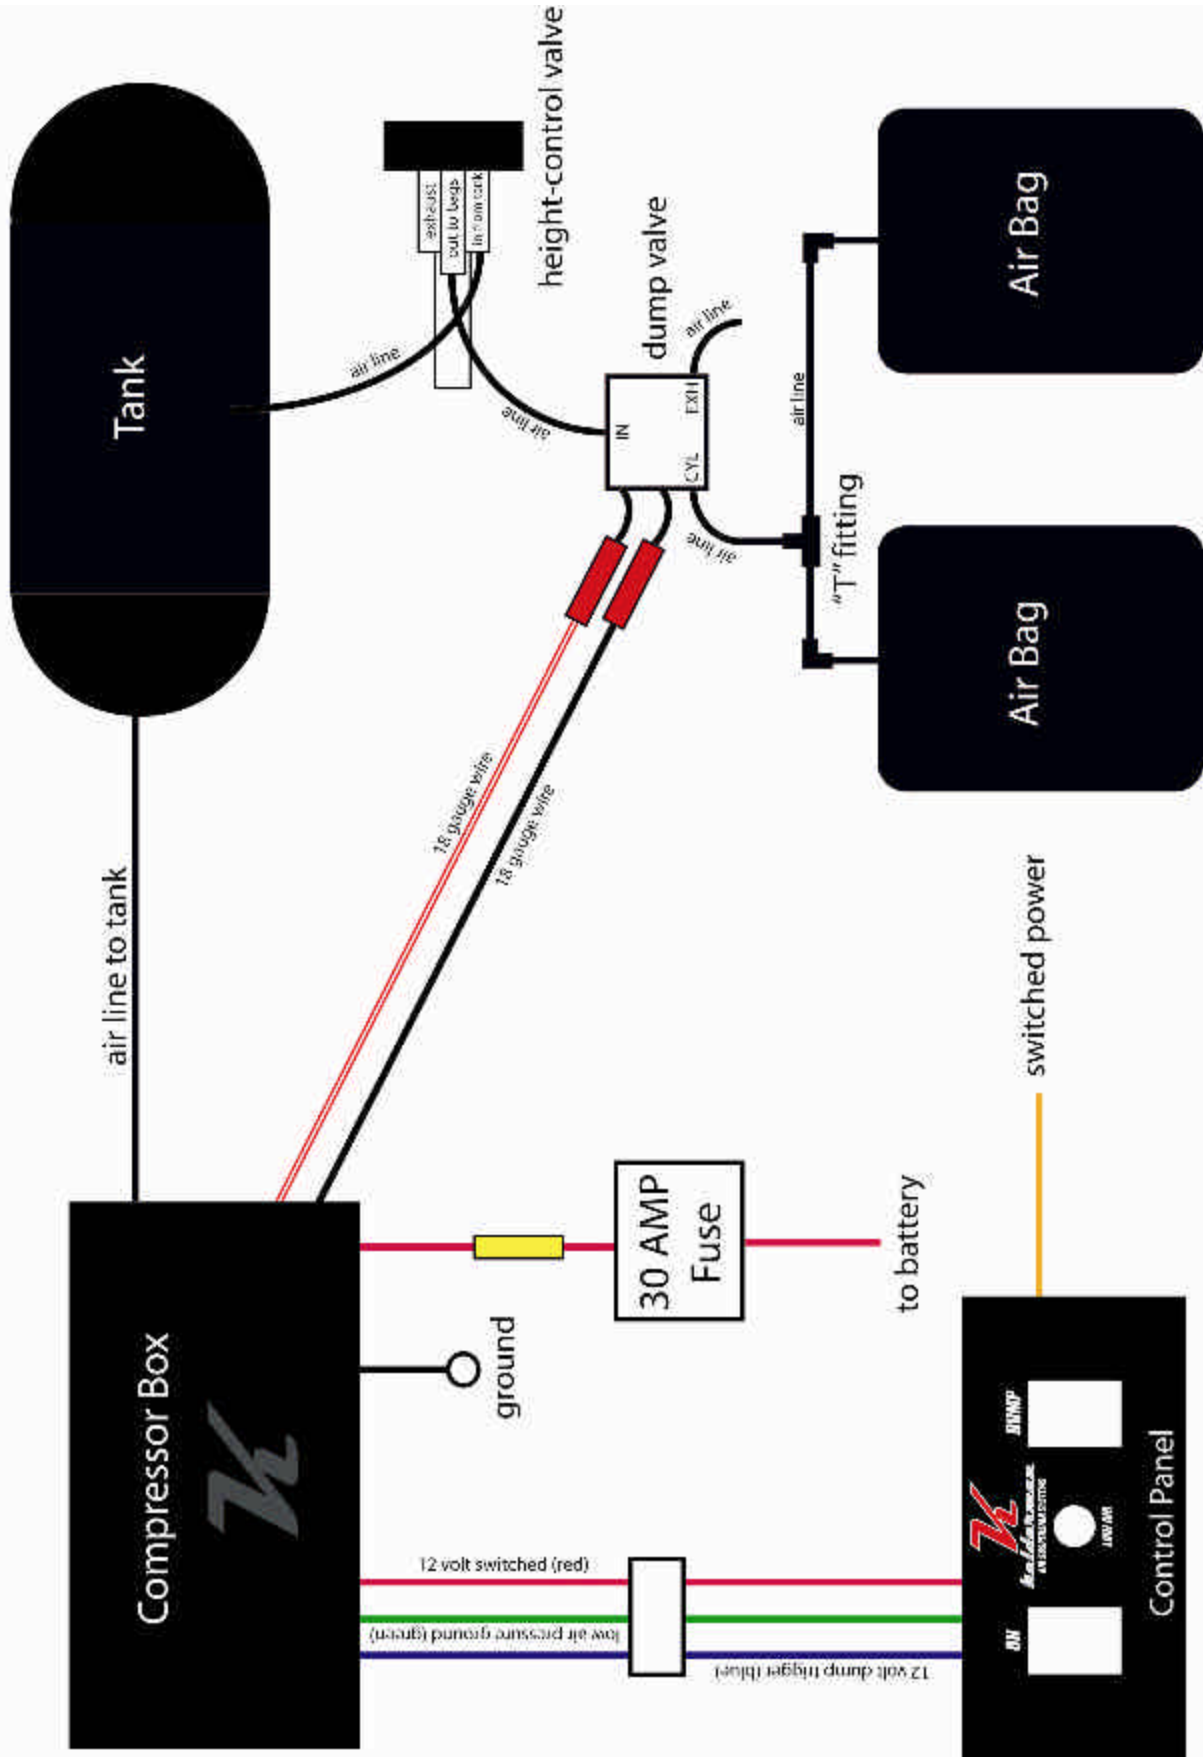 Tank
air line to tank
Compressor Box
exhaust
out to bags
in from tank
height-control valve
air line
air line
dump valve
IN
CYL
EXH
air line
air line
air line
"T" fitting
Air Bag
Air Bag
18 gauge wire
18 gauge wire
30 AMP
Fuse
to battery
ground
switched power
12 volt switched (red)
low air pressure ground (green)
12 volt dump trigger (blue)
ON
DUMP
Control Panel